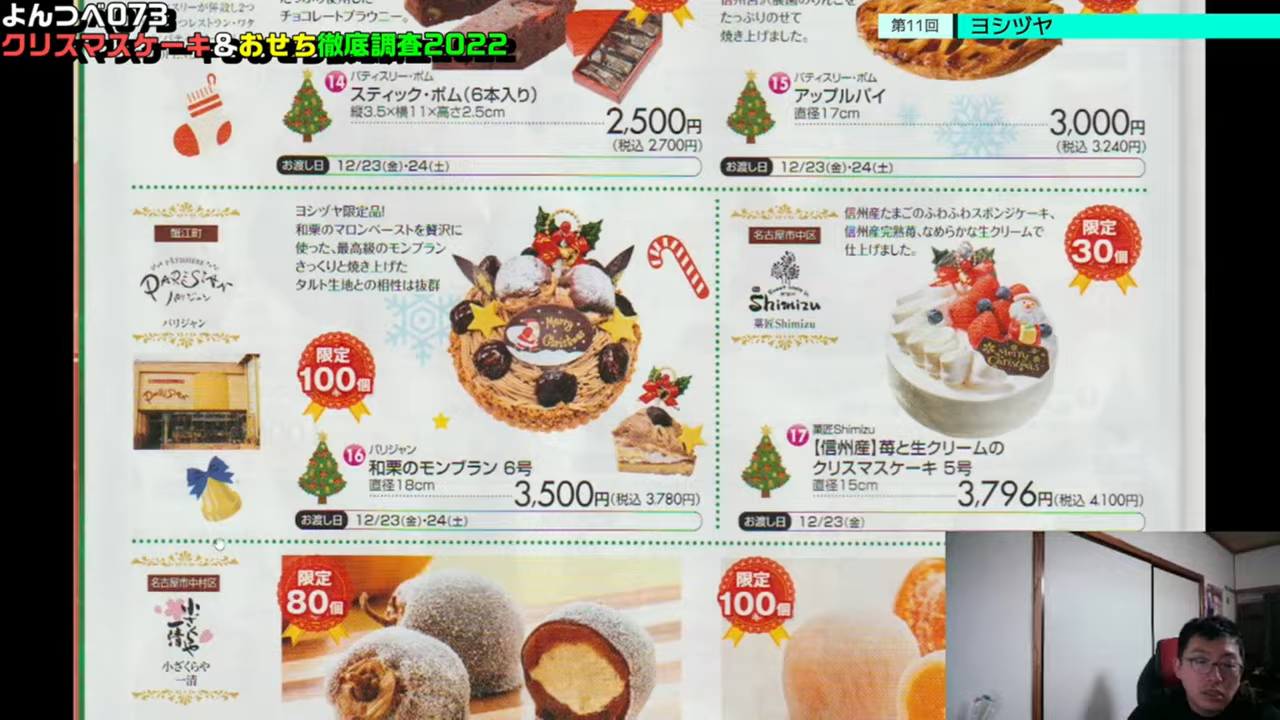 よんつべ073
クリスマスケーキ&おせち徹底調査2022
第11回 ヨシヅヤ
チョコレートブラウニー。
たっぷりのせて
焼き上げました。
14
パティスリー・ポム
スティック・ポム(6本入り)
縦3.5×横11×高さ2.5cm
2,500円
(税込 2,700円)
お渡し日 12/23(金)・24(土)
15
パティスリー・ポム
アップルパイ
直径17cm
3,000円
(税込 3,240円)
お渡し日 12/23(金)・24(土)
蟹江町
PARISIEN
パリジャン
ヨシヅヤ限定品!
和栗のマロンペーストを贅沢に
使った、最高級のモンブラン
さっくりと焼き上げた
タルト生地との相性は抜群
限定
100個
Merry
Christmas
16
パリジャン
和栗のモンブラン 6号
直径18cm
3,500円(税込 3,780円)
お渡し日 12/23(金)・24(土)
名古屋市中区
Shimizu
菓匠Shimizu
信州産たまごのふわふわスポンジケーキ、
信州産完熟苺、なめらかな生クリームで
仕上げました。
限定
30個
Merry
Christmas
17
菓匠Shimizu
【信州産】苺と生クリームの
クリスマスケーキ 5号
直径15cm
3,796円(税込 4,100円)
お渡し日 12/23(金)
名古屋市中村区
小ざくらや
一清
小ざくらや
一清
限定
80個
限定
100個